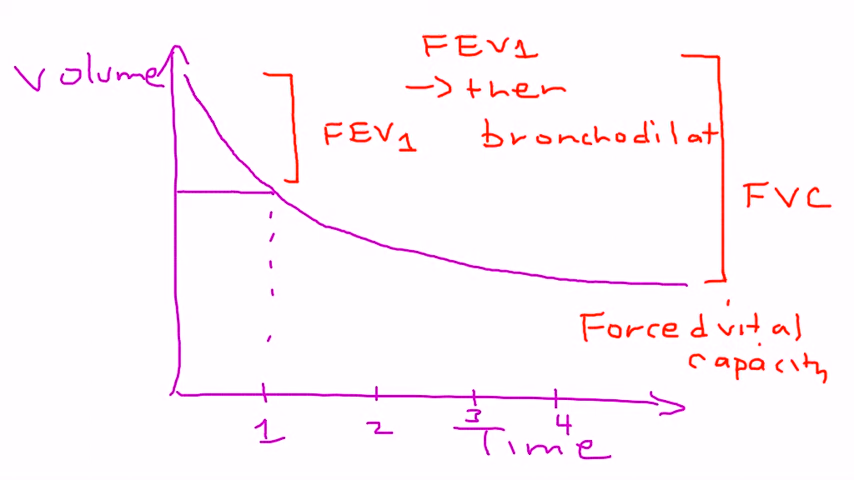 Volume
FEV1
→ then
FEV1 bronchodilat
FVC
Forced vital
capacity
1 2 3 4
Time